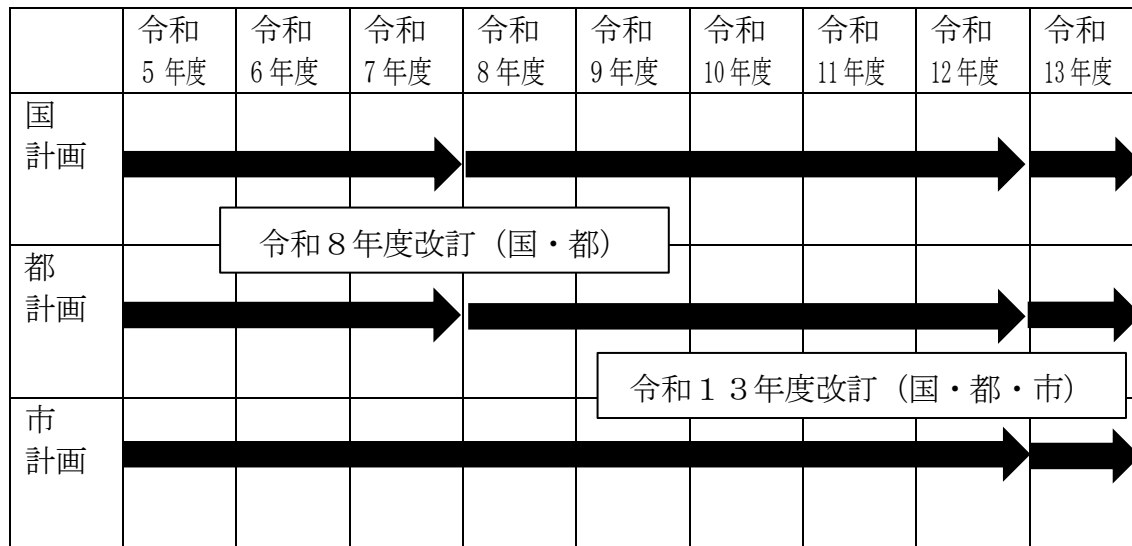 令和 令和 令和 令和 令和 令和 令和 令和 令和
5年度 6年度 7年度 8年度 9年度 10年度 11年度 12年度 13年度
国
計画
令和８年度改訂（国・都）
都
計画
令和１３年度改訂（国・都・市）
市
計画